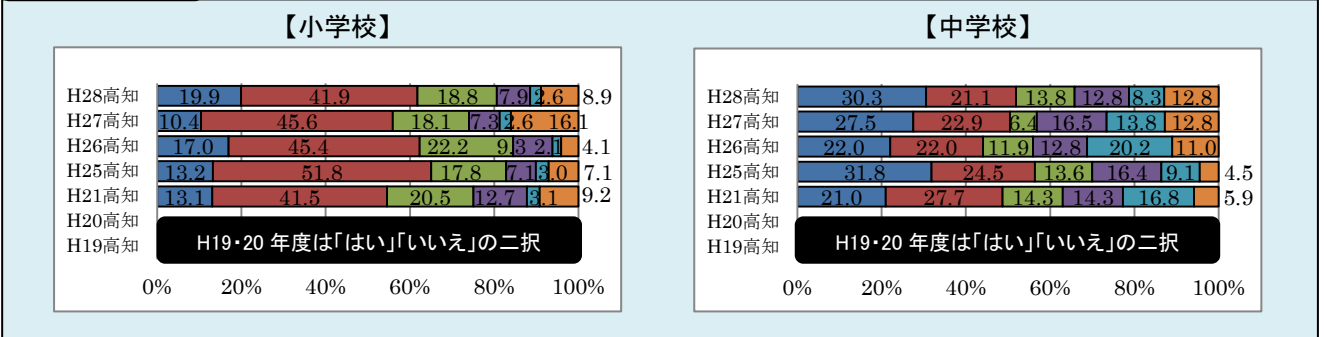 【小学校】
H28高知 19.9 41.9 18.8 7.9 2.6 8.9
H27高知 10.4 45.6 18.1 7.3 2.6 16.1
H26高知 17.0 45.4 22.2 9.3 2.1 4.1
H25高知 13.2 51.8 17.8 7.1 3.0 7.1
H21高知 13.1 41.5 20.5 12.7 3.1 9.2
H20高知
H19高知
H19・20 年度は「はい」「いいえ」の二択
0% 20% 40% 60% 80% 100%
【中学校】
H28高知 30.3 21.1 13.8 12.8 8.3 12.8
H27高知 27.5 22.9 6.4 16.5 13.8 12.8
H26高知 22.0 22.0 11.9 12.8 20.2 11.0
H25高知 31.8 24.5 13.6 16.4 9.1 4.5
H21高知 21.0 27.7 14.3 14.3 16.8 5.9
H20高知
H19高知
H19・20 年度は「はい」「いいえ」の二択
0% 20% 40% 60% 80% 100%